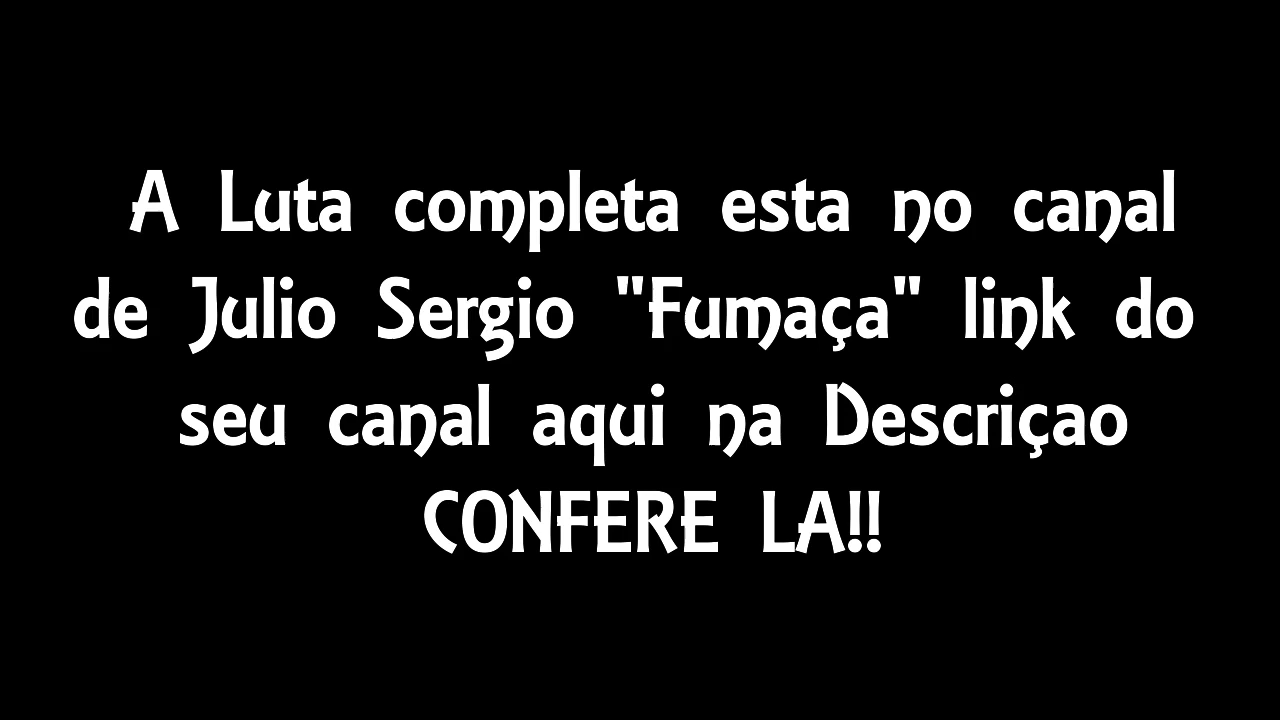 A Luta completa esta no canal
de Julio Sergio "Fumaça" link do
seu canal aqui na Descriçao
CONFERE LA!!